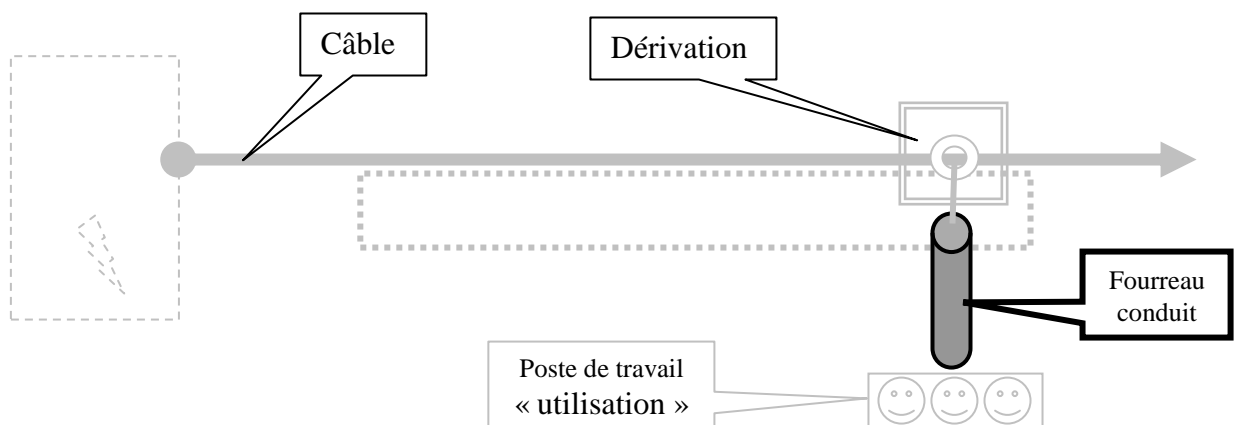 Câble
Dérivation
Fourreau
conduit
Poste de travail
« utilisation »